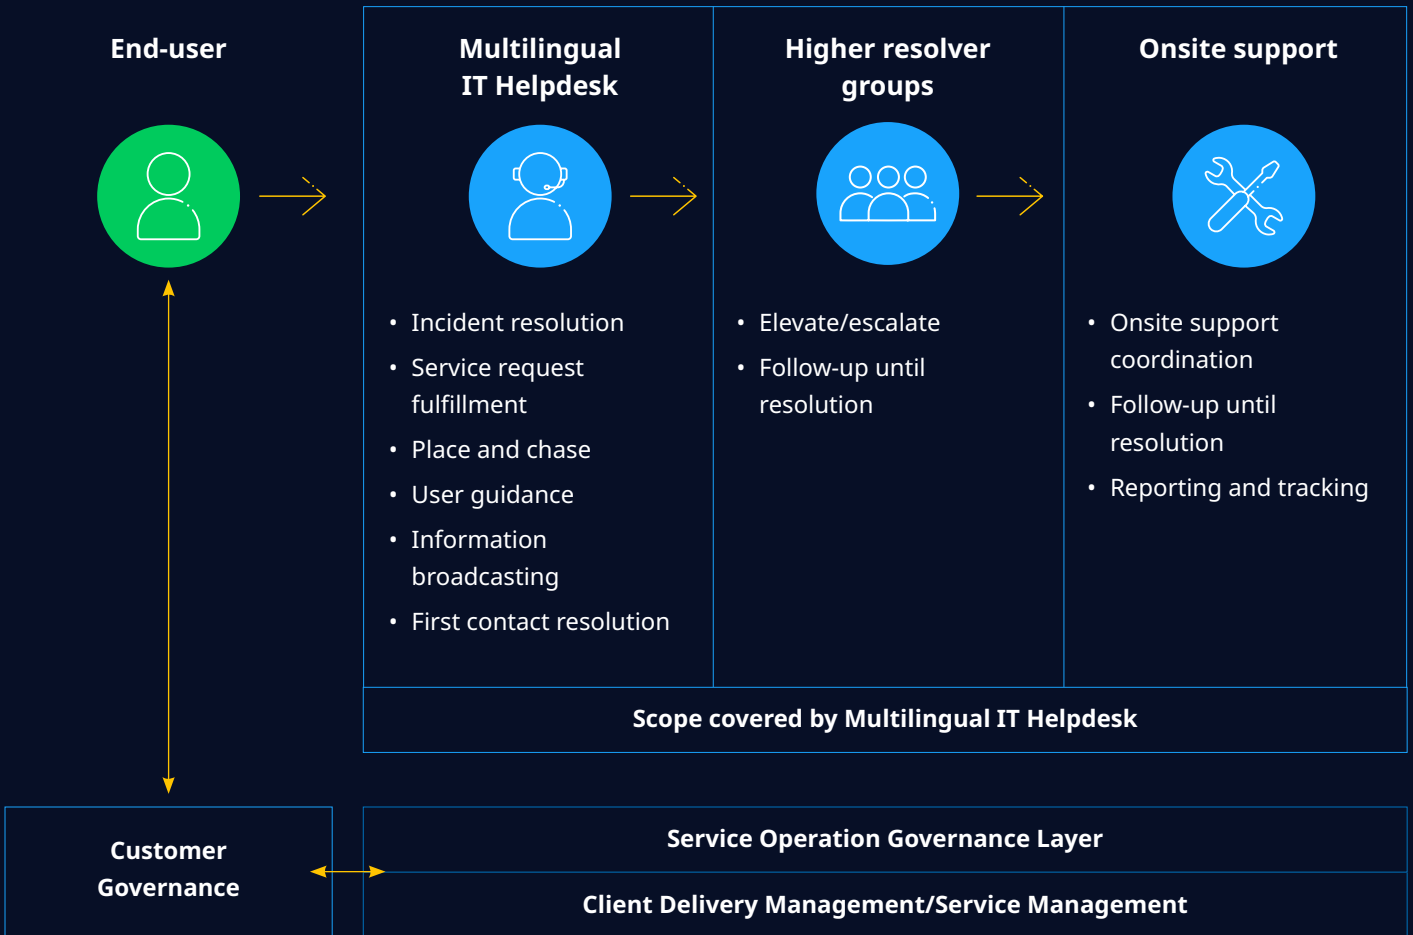 End-user
Multilingual
IT Helpdesk
Higher resolver
groups
Onsite support
• Incident resolution
• Service request
fulfillment
• Place and chase
• User guidance
• Information
broadcasting
• First contact resolution
• Elevate/escalate
• Follow-up until
resolution
• Onsite support
coordination
• Follow-up until
resolution
• Reporting and tracking
Scope covered by Multilingual IT Helpdesk
Customer
Governance
Service Operation Governance Layer
Client Delivery Management/Service Management